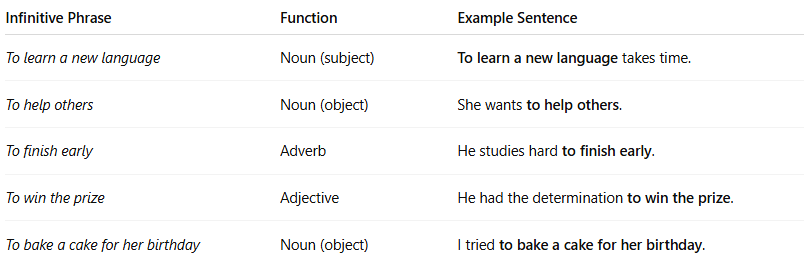 Infinitive Phrase Function Example Sentence
To learn a new language Noun (subject) To learn a new language takes time.
To help others Noun (object) She wants to help others.
To finish early Adverb He studies hard to finish early.
To win the prize Adjective He had the determination to win the prize.
To bake a cake for her birthday Noun (object) I tried to bake a cake for her birthday.